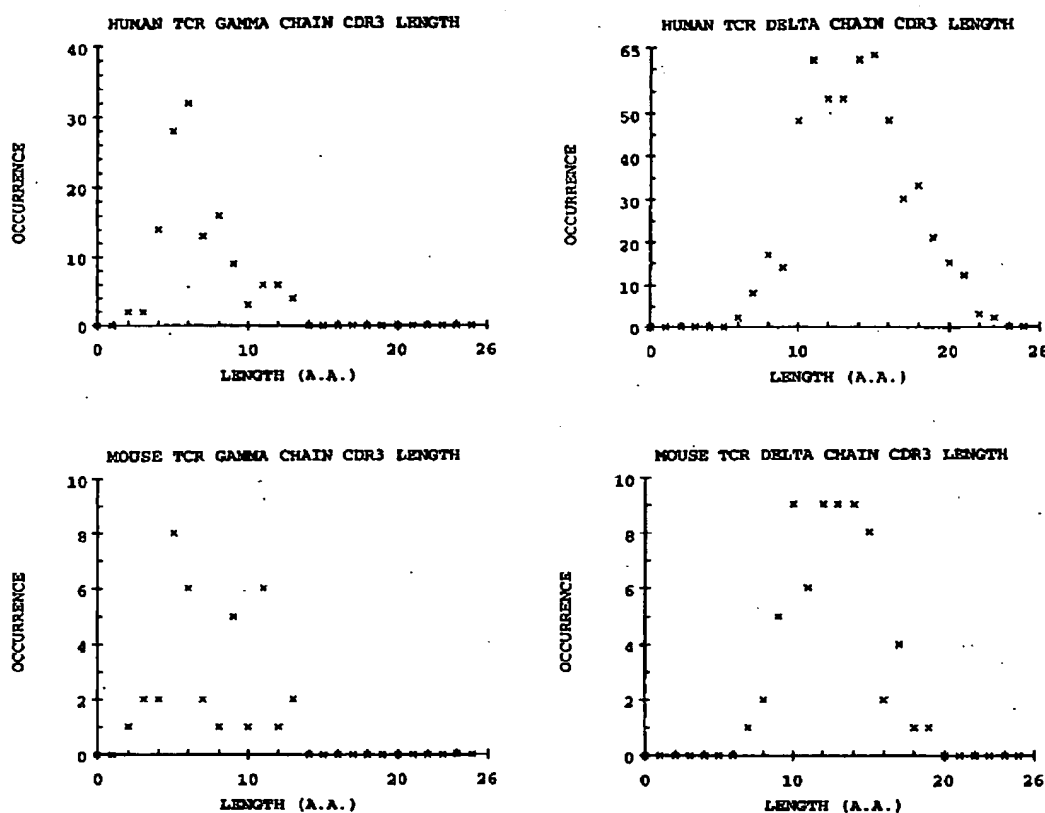 HUMAN TCR GAMMA CHAIN CDR3 LENGTH
40
30
20
10
0
OCCURRENCE
0 10 20 26
LENGTH (A.A.)
HUMAN TCR DELTA CHAIN CDR3 LENGTH
65
50
40
30
20
10
0
OCCURRENCE
0 10 20 26
LENGTH (A.A.)
MOUSE TCR GAMMA CHAIN CDR3 LENGTH
10
8
6
4
2
0
OCCURRENCE
0 10 20 26
LENGTH (A.A.)
MOUSE TCR DELTA CHAIN CDR3 LENGTH
10
8
6
4
2
0
OCCURRENCE
0 10 20 26
LENGTH (A.A.)